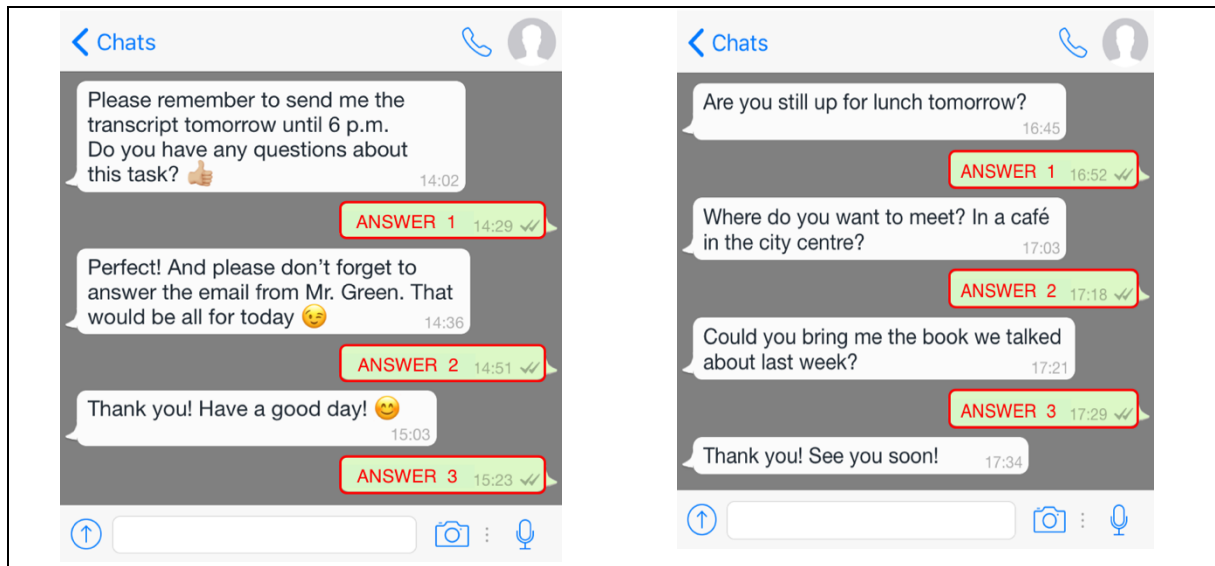 Chats
Please remember to send me the
transcript tomorrow until 6 p.m.
Do you have any questions about
this task? 👍🏼
14:02
ANSWER 1 14:29
Perfect! And please don’t forget to
answer the email from Mr. Green. That
would be all for today 😉
14:36
ANSWER 2 14:51
Thank you! Have a good day! 😊
15:03
ANSWER 3 15:23
Chats
Are you still up for lunch tomorrow?
16:45
ANSWER 1 16:52
Where do you want to meet? In a café
in the city centre?
17:03
ANSWER 2 17:18
Could you bring me the book we talked
about last week?
17:21
ANSWER 3 17:29
Thank you! See you soon!
17:34